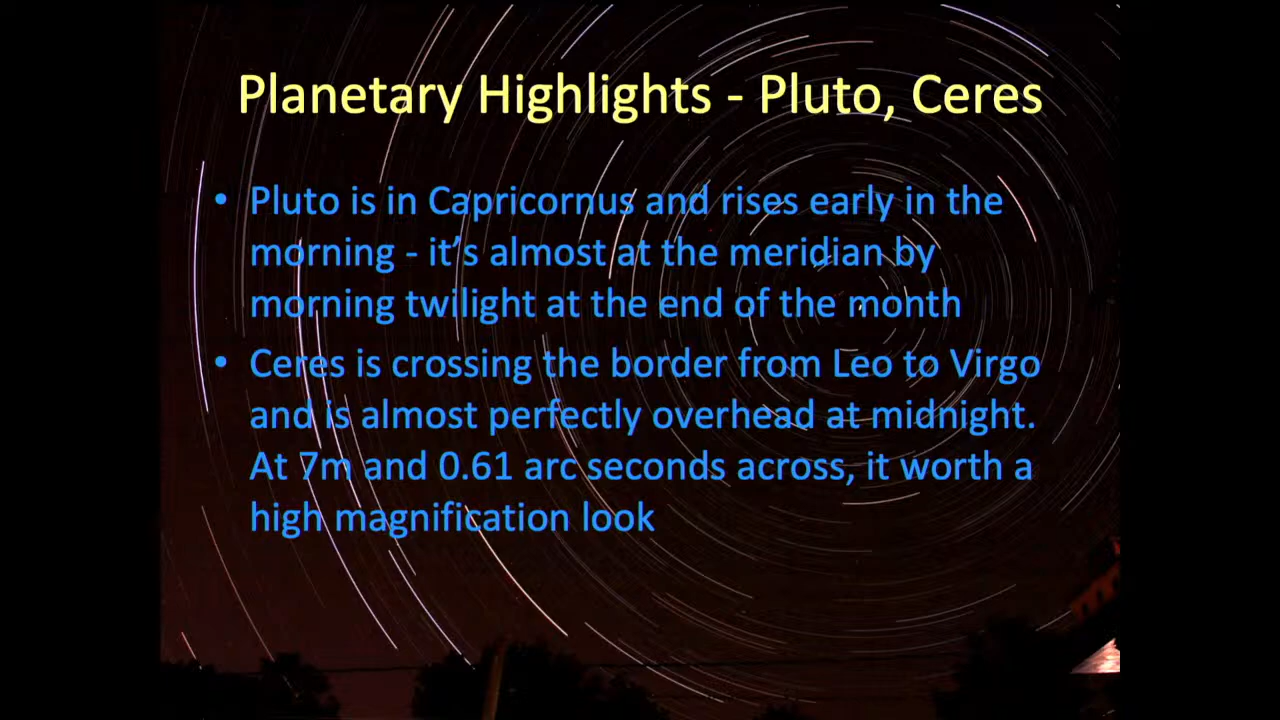 Planetary Highlights - Pluto, Ceres
• Pluto is in Capricornus and rises early in the
morning - it’s almost at the meridian by
morning twilight at the end of the month
• Ceres is crossing the border from Leo to Virgo
and is almost perfectly overhead at midnight.
At 7m and 0.61 arc seconds across, it worth a
high magnification look